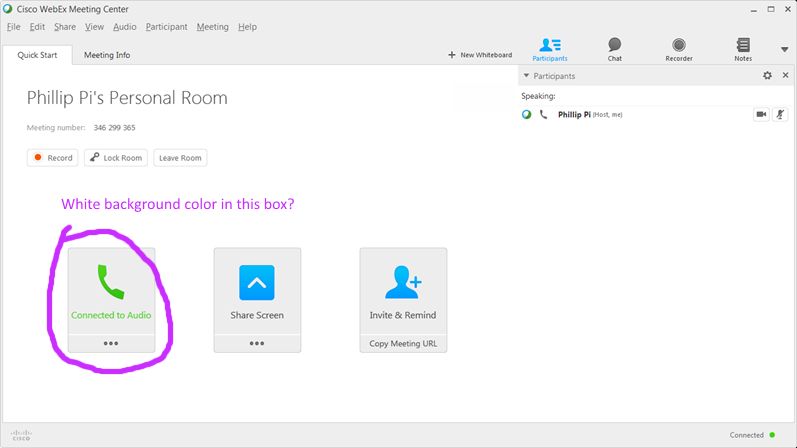 Cisco WebEx Meeting Center
File Edit Share View Audio Participant Meeting Help
Quick Start Meeting Info
+ New Whiteboard
Participants Chat Recorder Notes
Participants
Speaking:
Phillip Pi (Host, me)
Phillip Pi's Personal Room
Meeting number: 346 299 365
Record Lock Room Leave Room
White background color in this box?
Connected to Audio Share Screen Invite & Remind
Copy Meeting URL
cisco
Connected